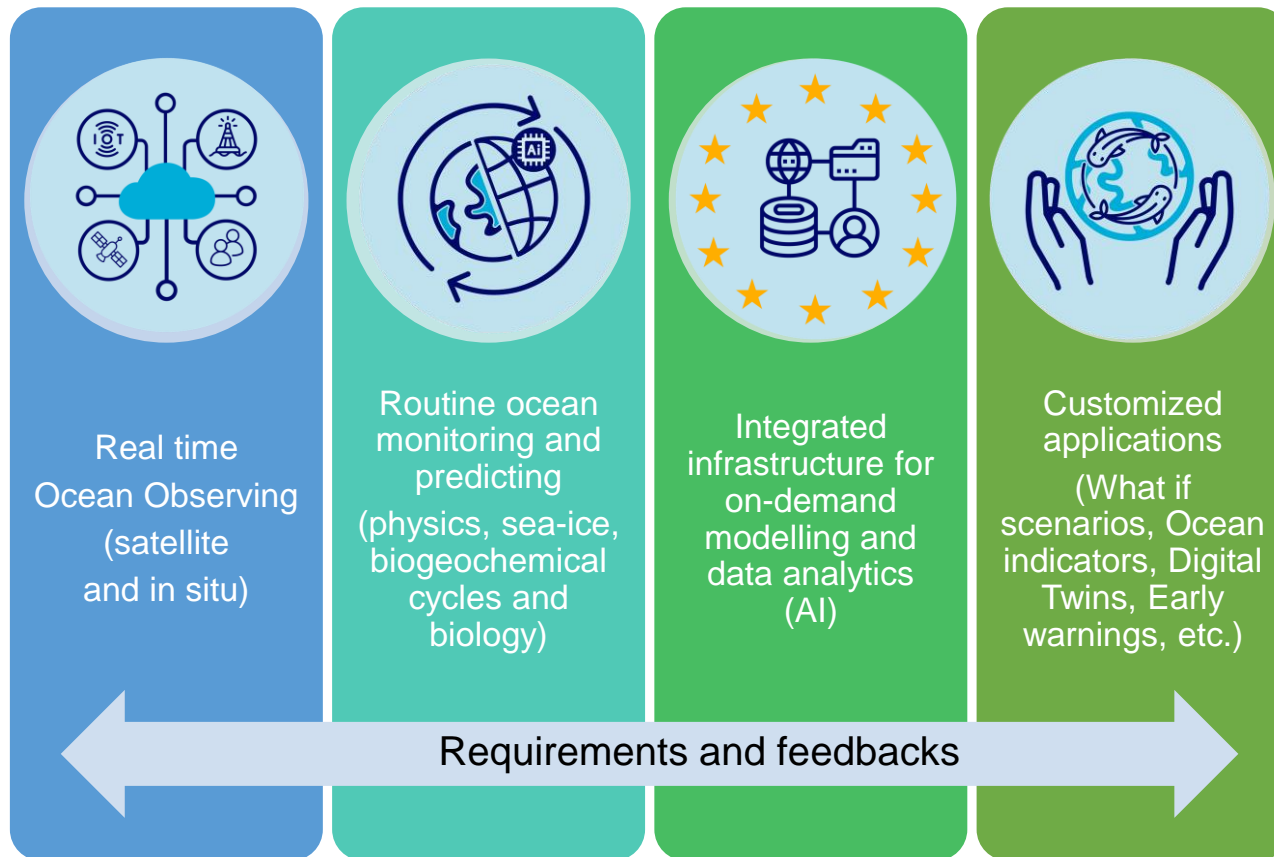 IOT
Ai
Real time
Ocean Observing
(satellite
and in situ)
Routine ocean
monitoring and
predicting
(physics, sea-ice,
biogeochemical
cycles and
biology)
Integrated
infrastructure for
on-demand
modelling and
data analytics
(AI)
Customized
applications
(What if
scenarios, Ocean
indicators, Digital
Twins, Early
warnings, etc.)
Requirements and feedbacks